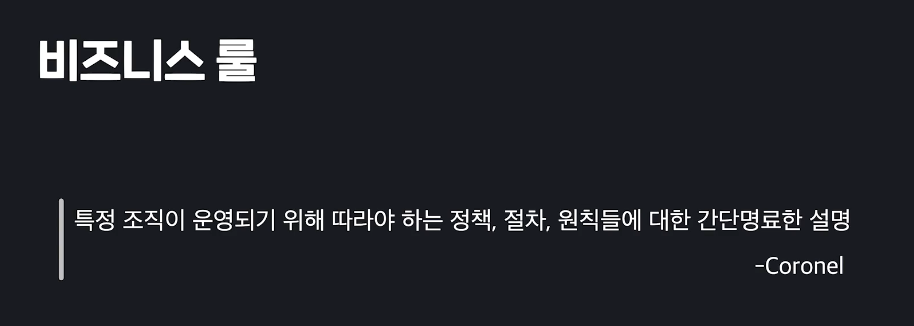 비즈니스 룰
특정 조직이 운영되기 위해 따라야 하는 정책, 절차, 원칙들에 대한 간단명료한 설명
-Coronel